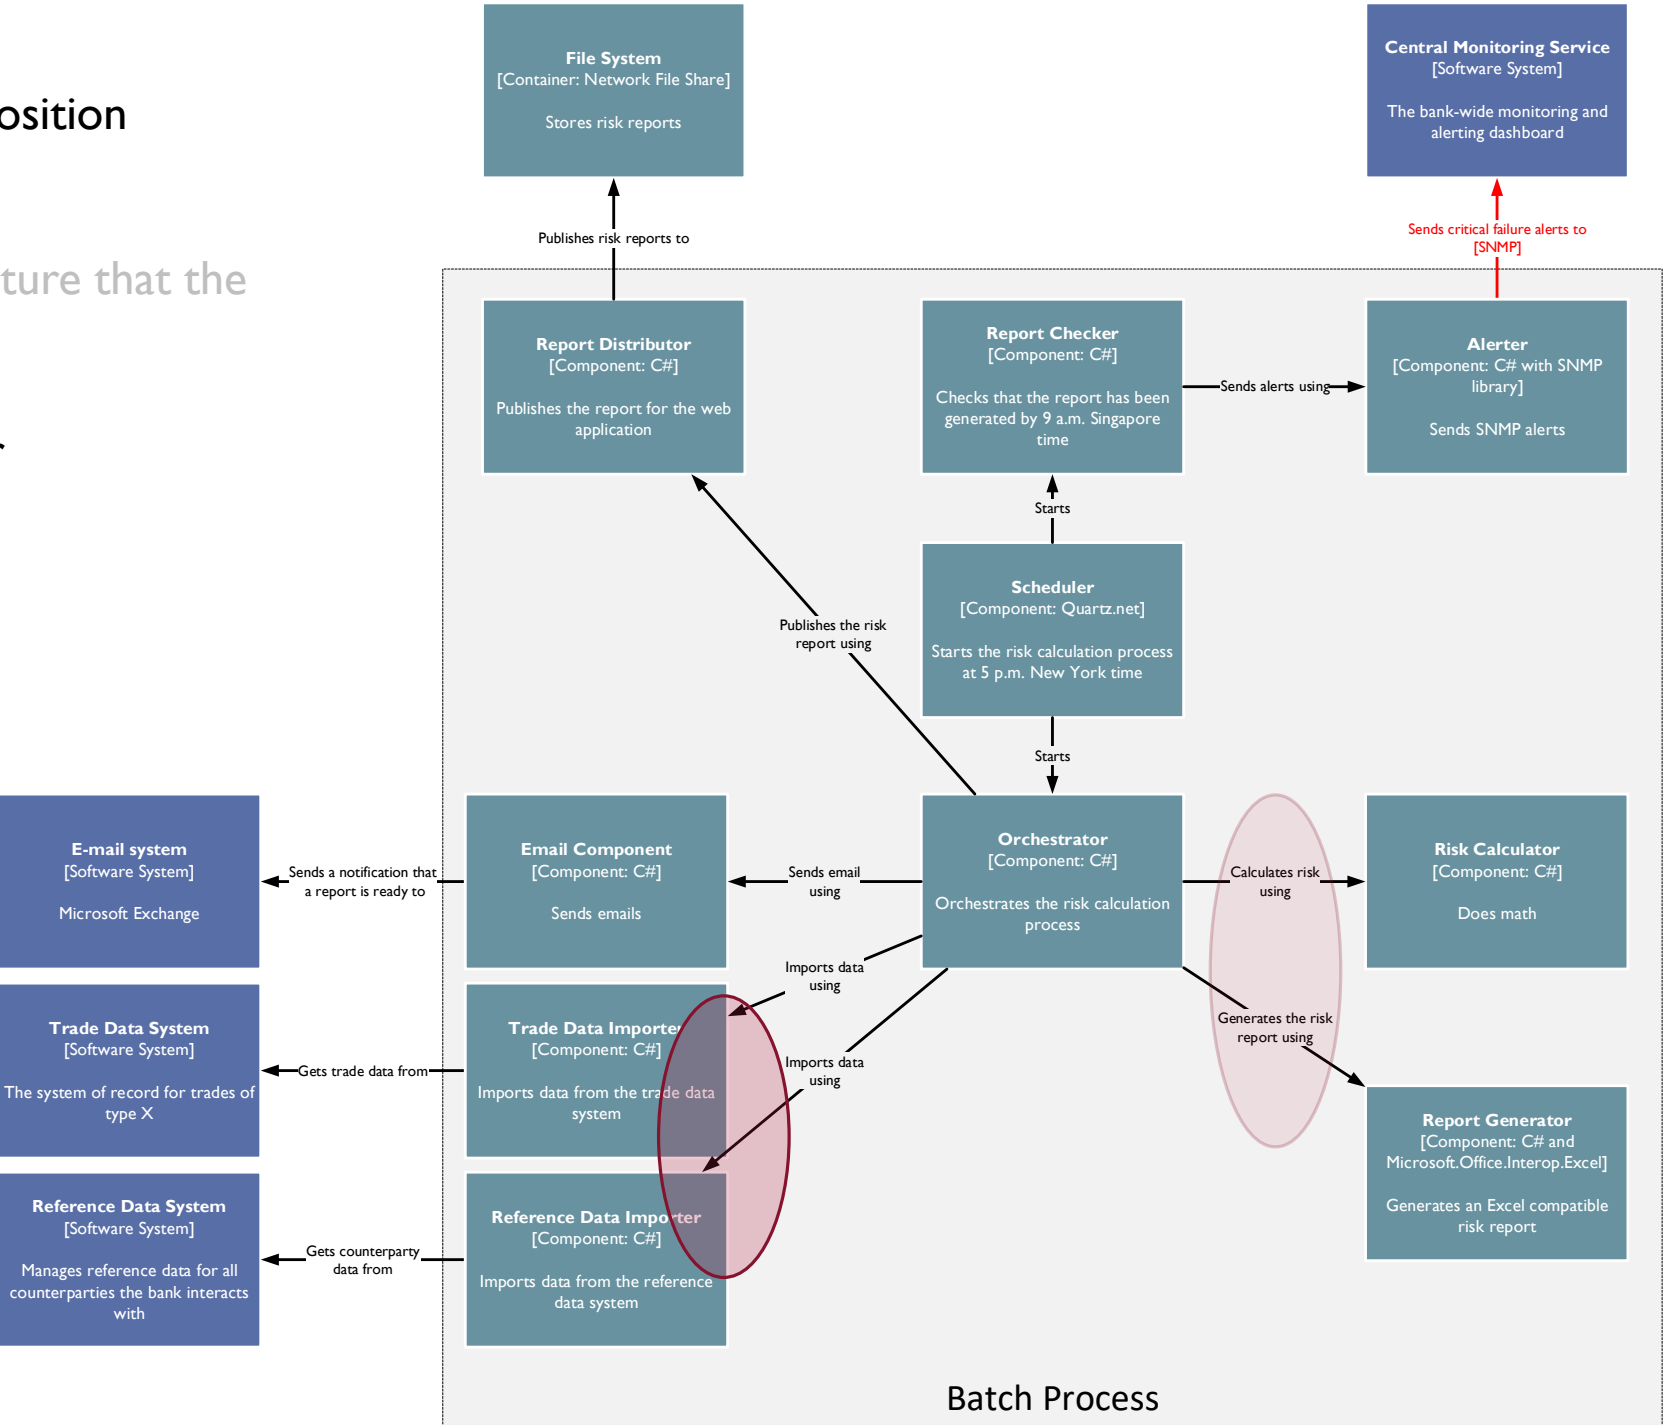 osition
ture that the
File System
[Container: Network File Share]
Stores risk reports
Central Monitoring Service
[Software System]
The bank-wide monitoring and
alerting dashboard
Publishes risk reports to
Sends critical failure alerts to
[SNMP]
Report Distributor
[Component: C#]
Publishes the report for the web
application
Report Checker
[Component: C#]
Checks that the report has been
generated by 9 a.m. Singapore
time
Sends alerts using
Alerter
[Component: C# with SNMP
library]
Sends SNMP alerts
Starts
Scheduler
[Component: Quartz.net]
Starts the risk calculation process
at 5 p.m. New York time
Publishes the risk
report using
Starts
E-mail system
[Software System]
Microsoft Exchange
Sends a notification that
a report is ready to
Email Component
[Component: C#]
Sends emails
Sends email
using
Orchestrator
[Component: C#]
Orchestrates the risk calculation
process
Calculates risk
using
Risk Calculator
[Component: C#]
Does math
Imports data
using
Trade Data System
[Software System]
The system of record for trades of
type X
Gets trade data from
Trade Data Importer
[Component: C#]
Imports data from the trade data
system
Imports data
using
Generates the risk
report using
Report Generator
[Component: C# and
Microsoft.Office.Interop.Excel]
Generates an Excel compatible
risk report
Reference Data System
[Software System]
Manages reference data for all
counterparties the bank interacts
with
Gets counterparty
data from
Reference Data Importer
[Component: C#]
Imports data from the reference
data system
Batch Process